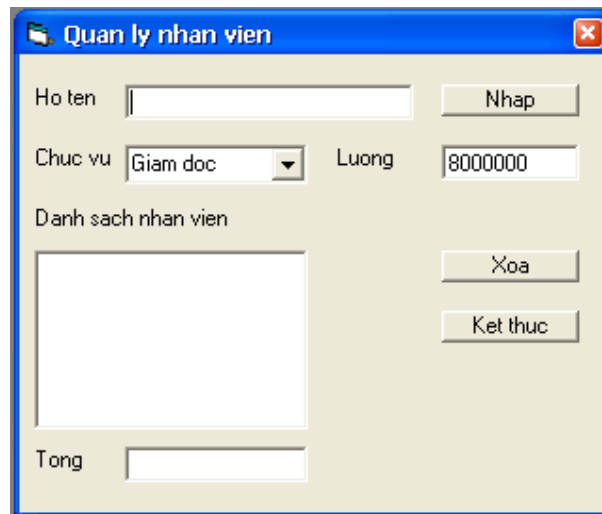 Quan ly nhan vien
Ho ten Nhap
Chuc vu Giam doc Luong 8000000
Danh sach nhan vien
Xoa
Ket thuc
Tong